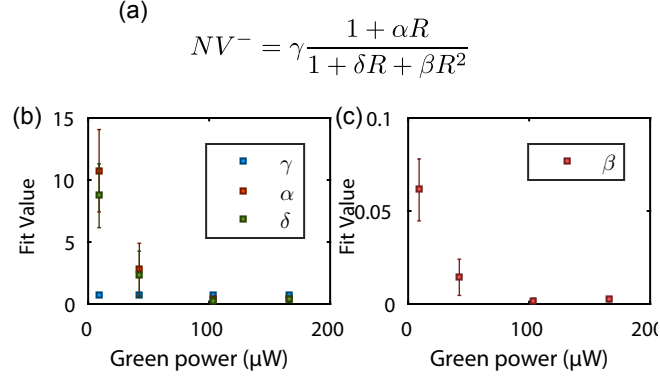 (a)
NV⁻ = γ (1 + αR) / (1 + δR + βR²)
(b)
15
10
5
0
Fit Value
γ
α
δ
0
100
200
Green power (μW)
(c)
0.1
0.05
0
Fit Value
β
0
100
200
Green power (μW)